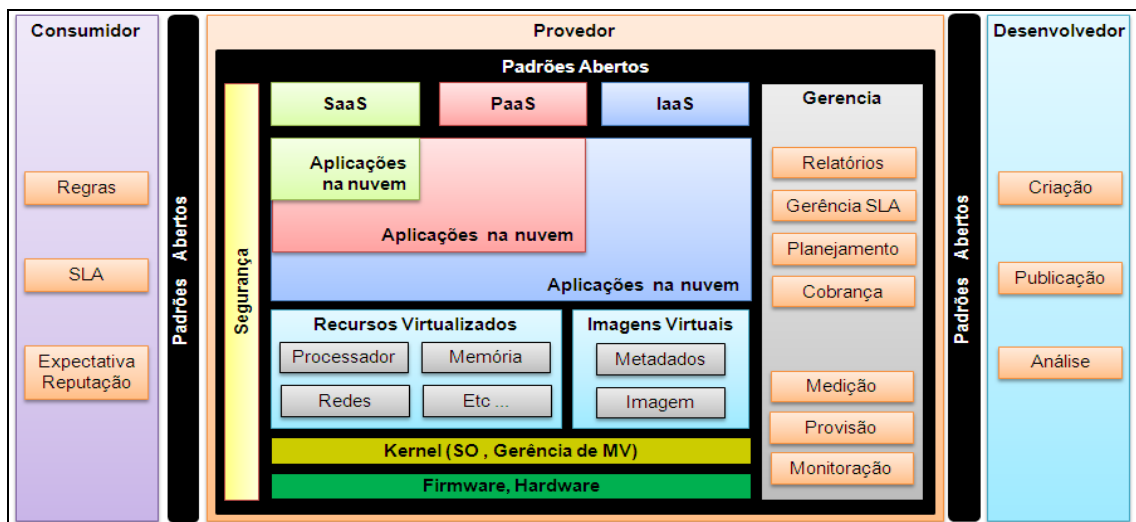 Consumidor
Regras
SLA
Expectativa
Reputação
Padrões Abertos
Provedor
Padrões Abertos
Segurança
SaaS
PaaS
IaaS
Aplicações
na nuvem
Aplicações na nuvem
Aplicações na nuvem
Recursos Virtualizados
Processador
Memória
Redes
Etc ...
Imagens Virtuais
Metadados
Imagem
Kernel (SO , Gerência de MV)
Firmware, Hardware
Gerencia
Relatórios
Gerência SLA
Planejamento
Cobrança
Medição
Provisão
Monitoração
Padrões Abertos
Desenvolvedor
Criação
Publicação
Análise